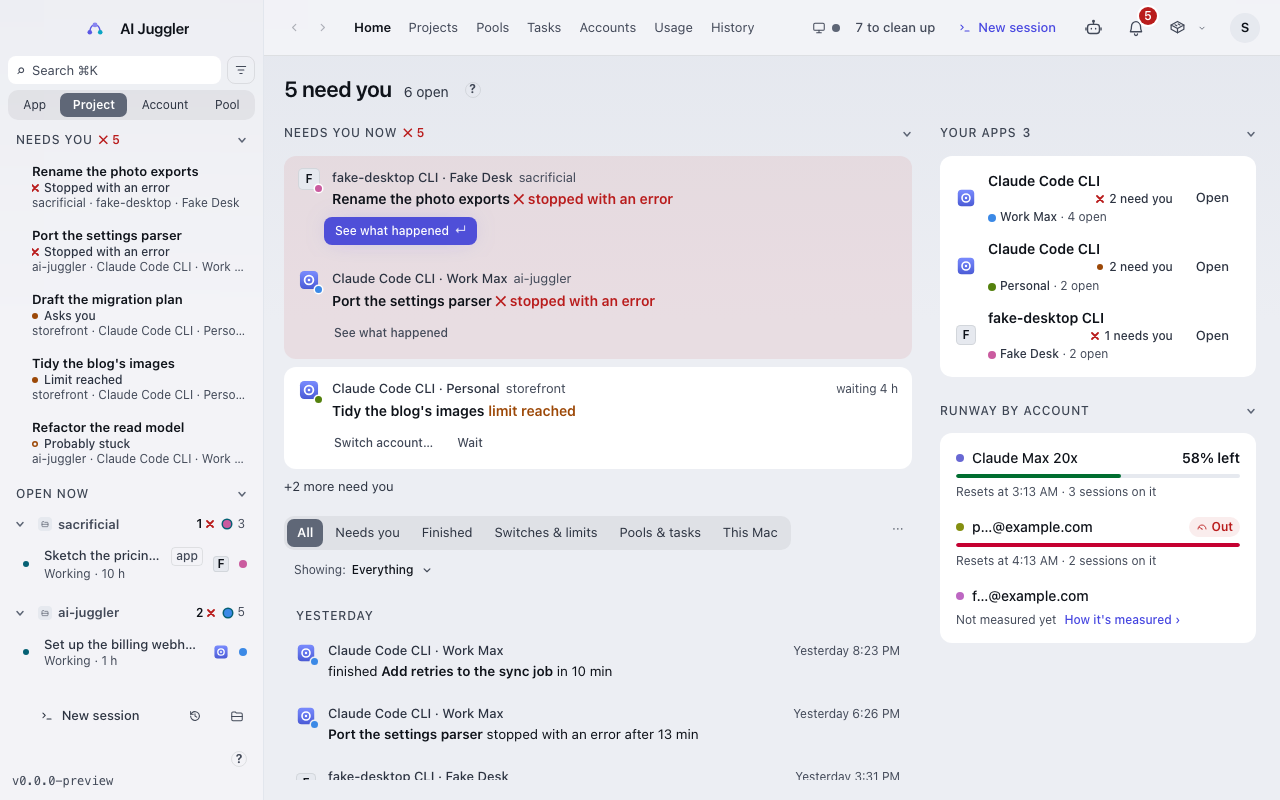 AI Juggler
Search ⌘K
App Project Account Pool
NEEDS YOU 5
Rename the photo exports
Stopped with an error
sacrificial · fake-desktop · Fake Desk
Port the settings parser
Stopped with an error
ai-juggler · Claude Code CLI · Work ...
Draft the migration plan
Asks you
storefront · Claude Code CLI · Perso...
Tidy the blog's images
Limit reached
storefront · Claude Code CLI · Perso...
Refactor the read model
Probably stuck
ai-juggler · Claude Code CLI · Work ...
OPEN NOW
sacrificial 1 3
Sketch the pricin... app F
Working · 10 h
ai-juggler 2 5
Set up the billing webh...
Working · 1 h
New session
?
v0.0.0-preview
Home Projects Pools Tasks Accounts Usage History
7 to clean up
New session
5
S
5 need you 6 open ?
NEEDS YOU NOW 5
F
fake-desktop CLI · Fake Desk sacrificial
Rename the photo exports stopped with an error
See what happened
Claude Code CLI · Work Max ai-juggler
Port the settings parser stopped with an error
See what happened
Claude Code CLI · Personal storefront waiting 4 h
Tidy the blog's images limit reached
Switch account... Wait
+2 more need you
All Needs you Finished Switches & limits Pools & tasks This Mac ...
Showing: Everything
YESTERDAY
Claude Code CLI · Work Max Yesterday 8:23 PM
finished Add retries to the sync job in 10 min
Claude Code CLI · Work Max Yesterday 6:26 PM
Port the settings parser stopped with an error after 13 min
fake-desktop CLI · Fake Desk Yesterday 3:31 PM
YOUR APPS 3
Claude Code CLI
2 need you Open
Work Max · 4 open
Claude Code CLI
2 need you Open
Personal · 2 open
fake-desktop CLI
F 1 needs you Open
Fake Desk · 2 open
RUNWAY BY ACCOUNT
Claude Max 20x 58% left
Resets at 3:13 AM · 3 sessions on it
p...@example.com Out
Resets at 4:13 AM · 2 sessions on it
f...@example.com
Not measured yet How it's measured ›